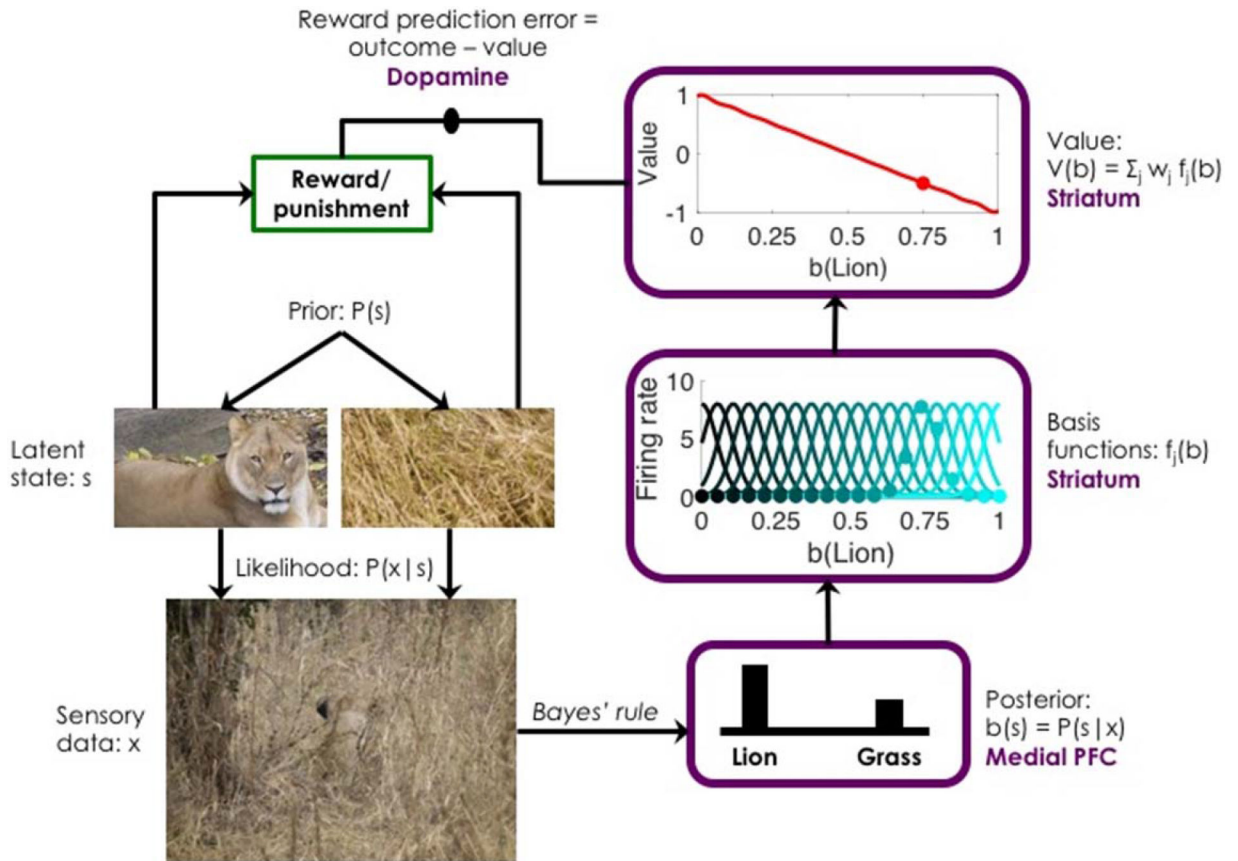 Reward prediction error =
outcome – value
Dopamine
Reward/
punishment
Prior: P(s)
Latent
state: s
Likelihood: P(x|s)
Sensory
data: x
Bayes’ rule
Lion
Grass
Posterior:
b(s) = P(s|x)
Medial PFC
Firing rate
10
5
0
0 0.25 0.5 0.75 1
b(Lion)
Basis
functions: fj(b)
Striatum
Value
1
0
-1
0 0.25 0.5 0.75 1
b(Lion)
Value:
V(b) = Σj wj fj(b)
Striatum